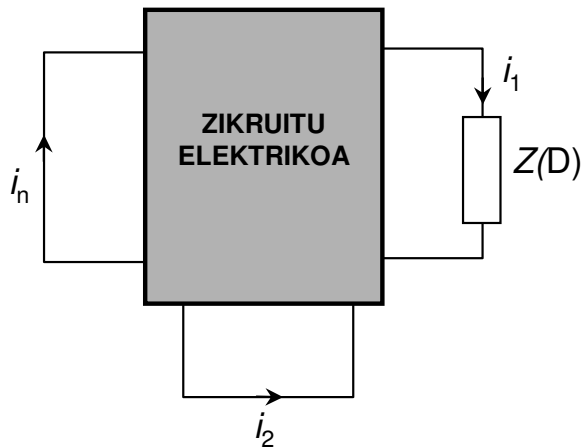 ZIKRUITU
ELEKTRIKOA
i1
Z(D)
in
i2